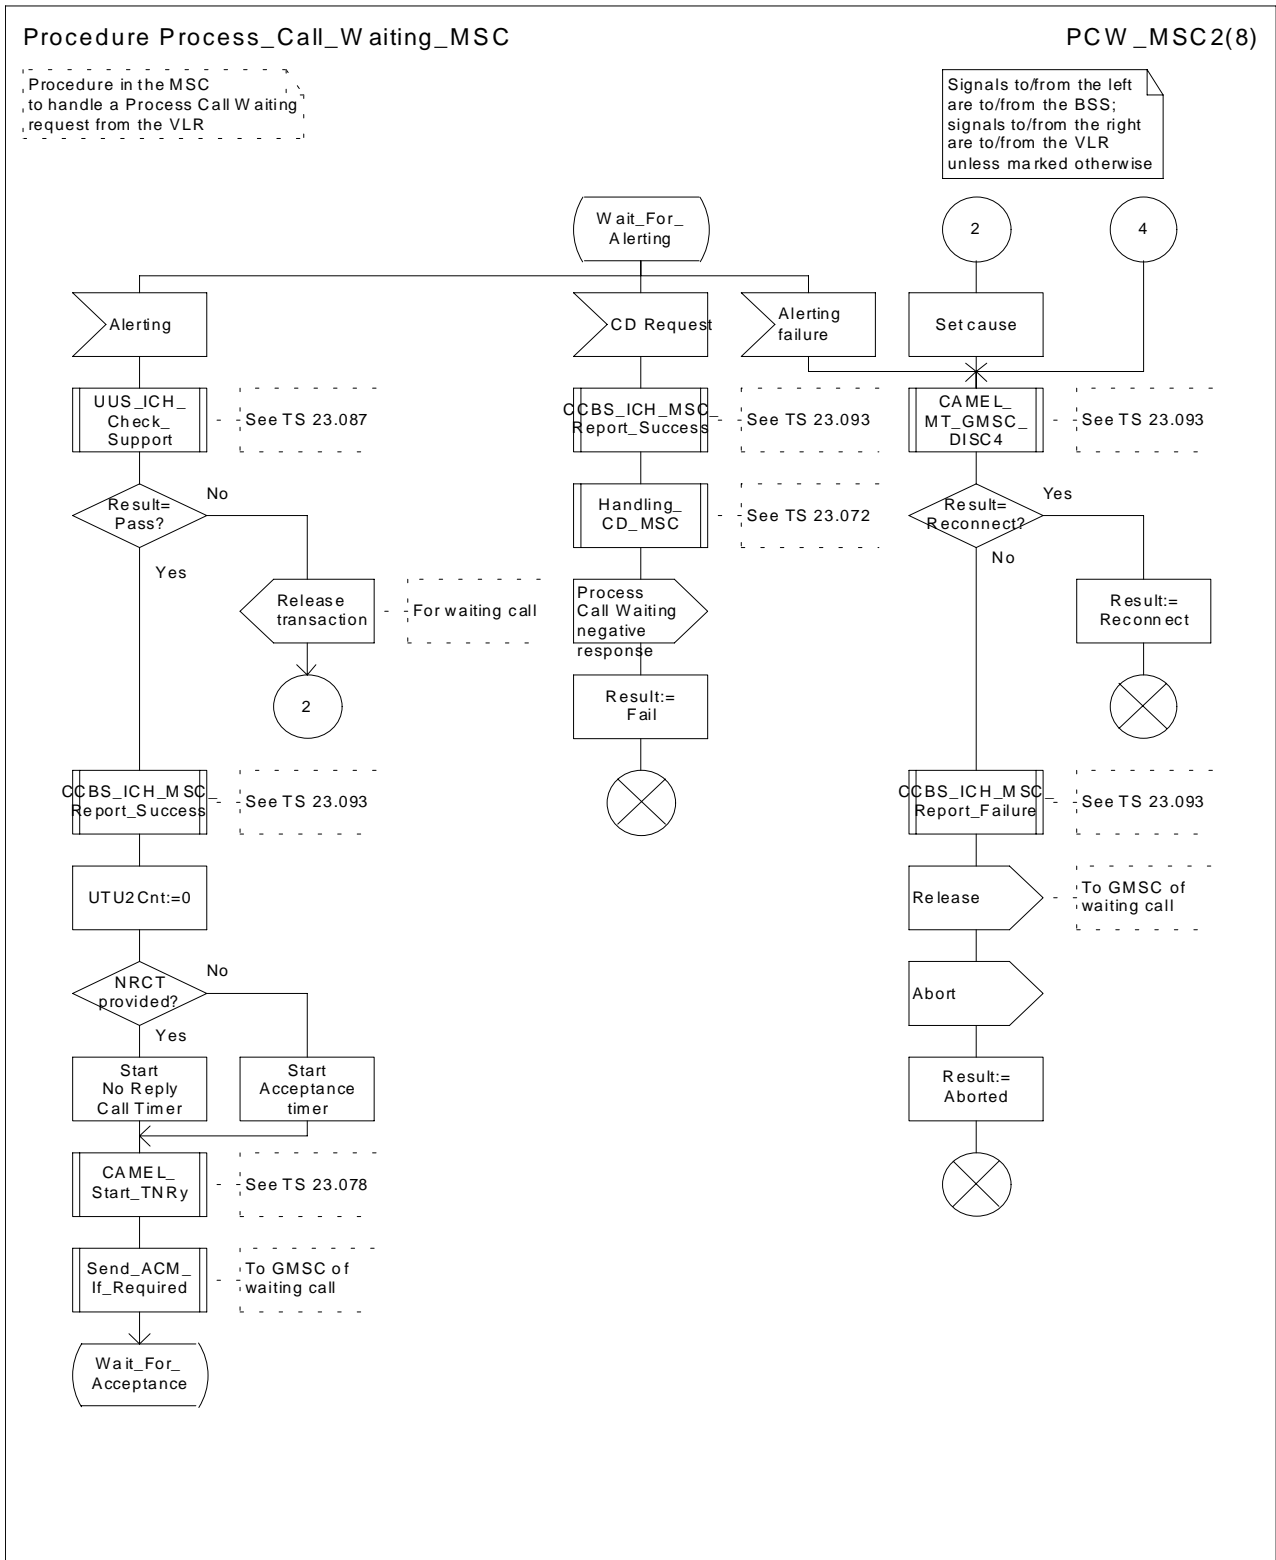 Procedure Process_Call_Waiting_MSC
PCW_MSC2(8)
Procedure in the MSC
to handle a Process Call Waiting
request from the VLR
Signals to/from the left
are to/from the BSS;
signals to/from the right
are to/from the VLR
unless marked otherwise
Wait_For_
Alerting
2
4
Alerting
CD Request
Alerting
failure
Set cause
UUS_ICH_
Check_
Support
See TS 23.087
CCBS_ICH_MSC_
Report_Success
See TS 23.093
CAMEL_
MT_GMSC_
DISC4
See TS 23.093
Result=
Pass?
No
Yes
Handling_
CD_MSC
See TS 23.072
Result=
Reconnect?
Yes
No
Release
transaction
For waiting call
Process
Call Waiting
negative
response
Result:=
Reconnect
2
Result:=
Fail
CCBS_ICH_MSC_
Report_Success
See TS 23.093
CCBS_ICH_MSC_
Report_Failure
See TS 23.093
UTU2Cnt:=0
Release
To GMSC of
waiting call
NRCT
provided?
No
Yes
Abort
Start
No Reply
Call Timer
Start
Acceptance
timer
Result:=
Aborted
CAMEL_
Start_TNRy
See TS 23.078
Send_ACM_
If_Required
To GMSC of
waiting call
Wait_For_
Acceptance